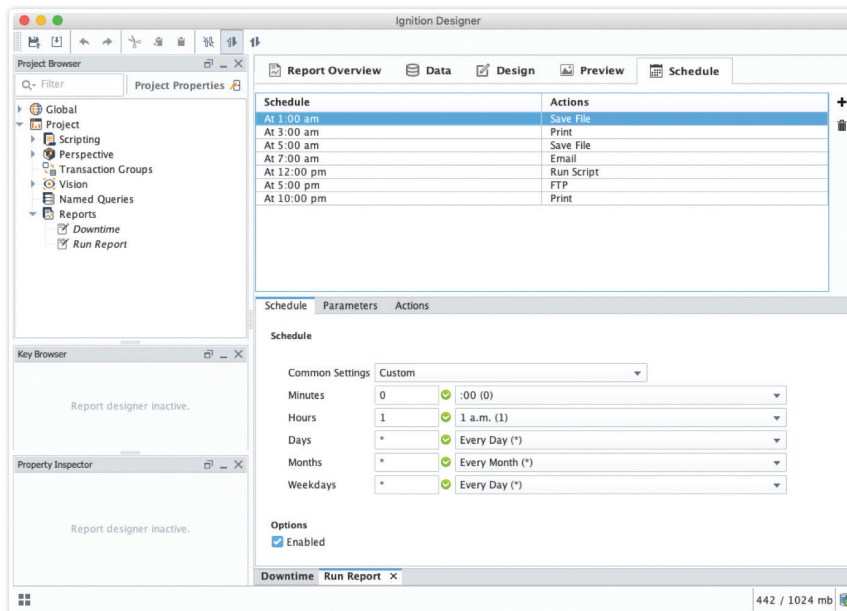 Ignition Designer
Project Browser
Filter
Project Properties
Global
Project
Scripting
Perspective
Transaction Groups
Vision
Named Queries
Reports
Downtime
Run Report
Key Browser
Report designer inactive.
Property Inspector
Report designer inactive.
Report Overview Data Design Preview Schedule
Schedule Actions
At 1:00 am Save File
At 3:00 am Print
At 5:00 am Save File
At 7:00 am Email
At 12:00 pm Run Script
At 5:00 pm FTP
At 10:00 pm Print
Schedule Parameters Actions
Schedule
Common Settings Custom
Minutes 0 :00 (0)
Hours 1 1 a.m. (1)
Days * Every Day (*)
Months * Every Month (*)
Weekdays * Every Day (*)
Options
Enabled
Downtime Run Report
442 / 1024 mb